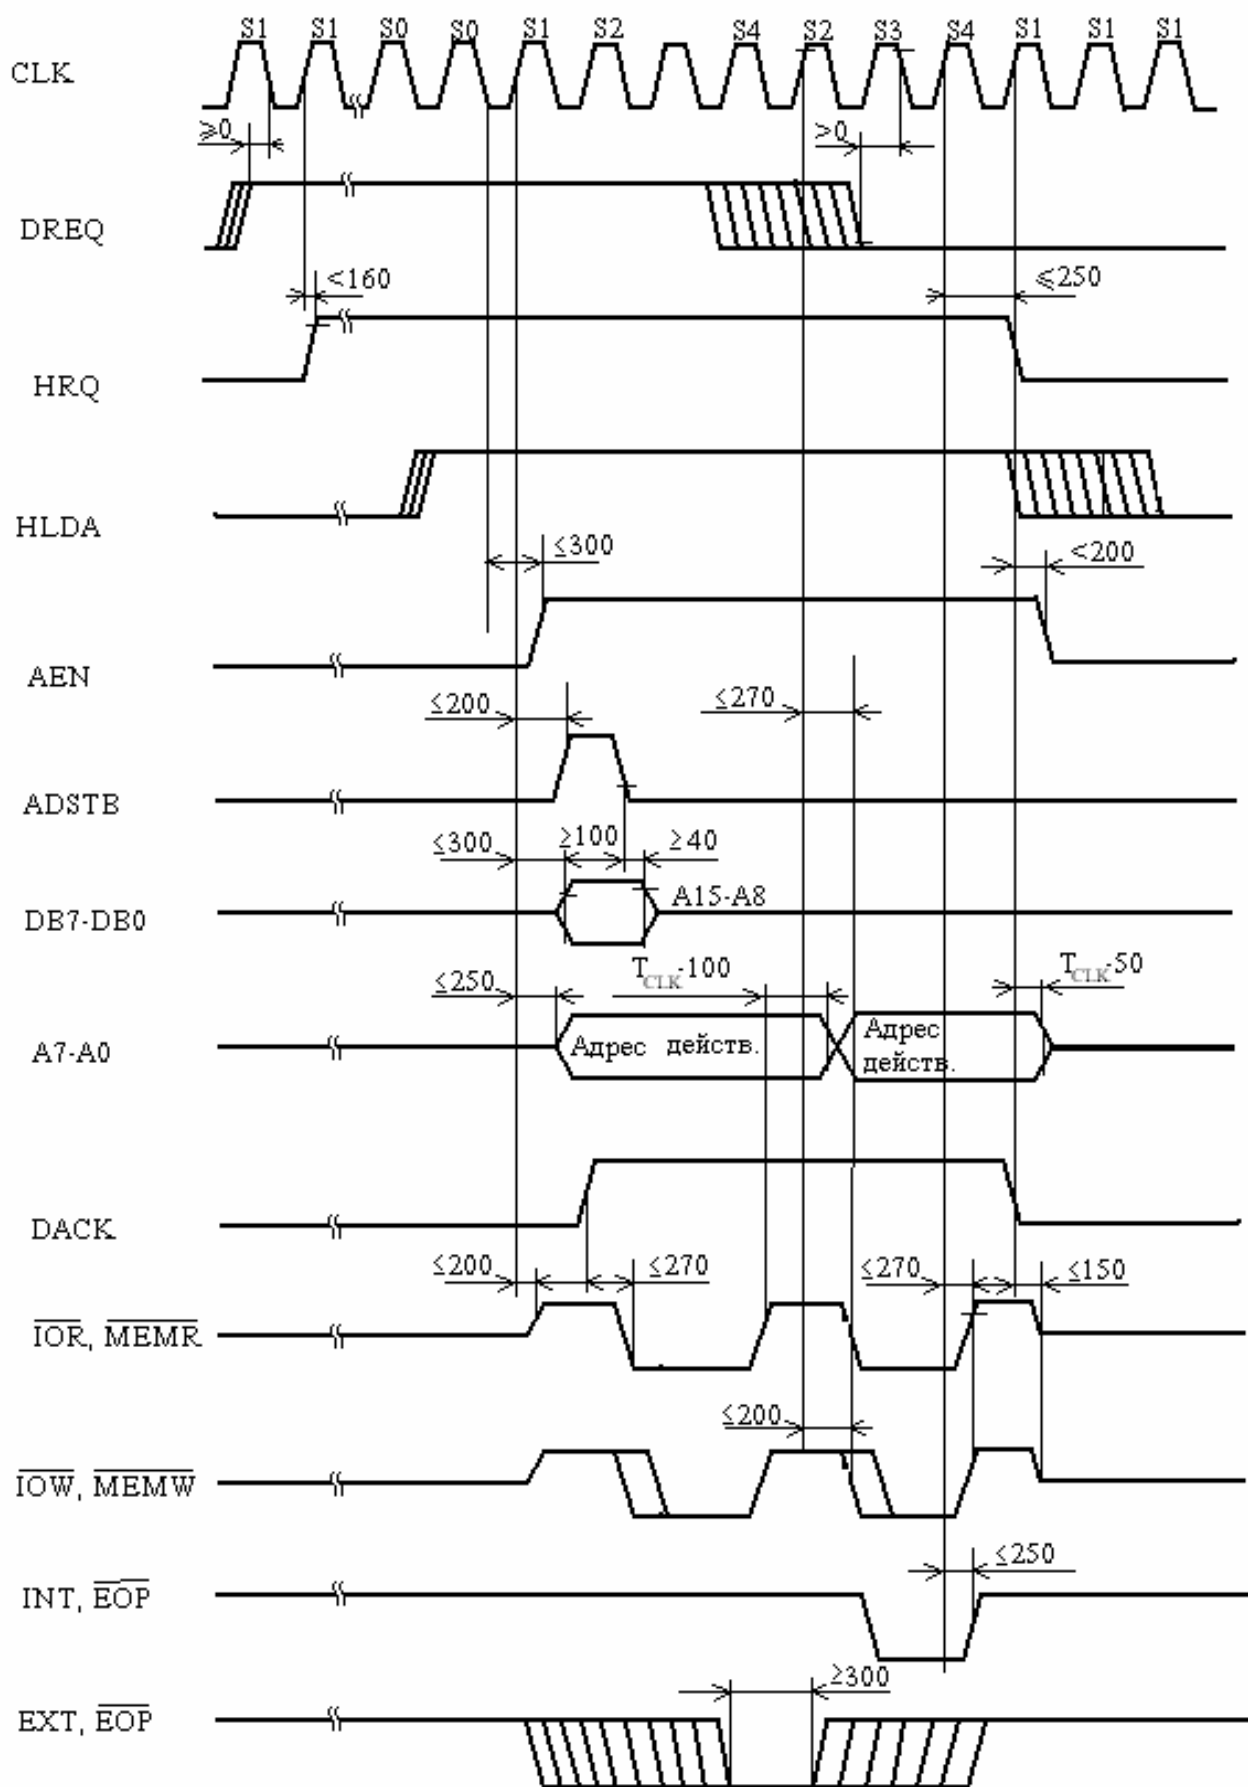 S1 S1 S0 S0 S1 S2 S4 S2 S3 S4 S1 S1 S1
CLK
≥0 >0
DREQ
<160 ≤250
HRQ
HLDA
≤300 <200
AEN
≤200 ≤270
ADSTB
≤300 ≥100 ≥40
DB7-DB0 A15-A8
≤250 TCLK-100 TCLK-50
A7-A0 Адрес действ. Адрес
действ.
DACK
≤200 ≤270 ≤270 ≤150
IOR, MEMR
≤200
IOW, MEMW
≤250
INT, EOP
≥300
EXT, EOP